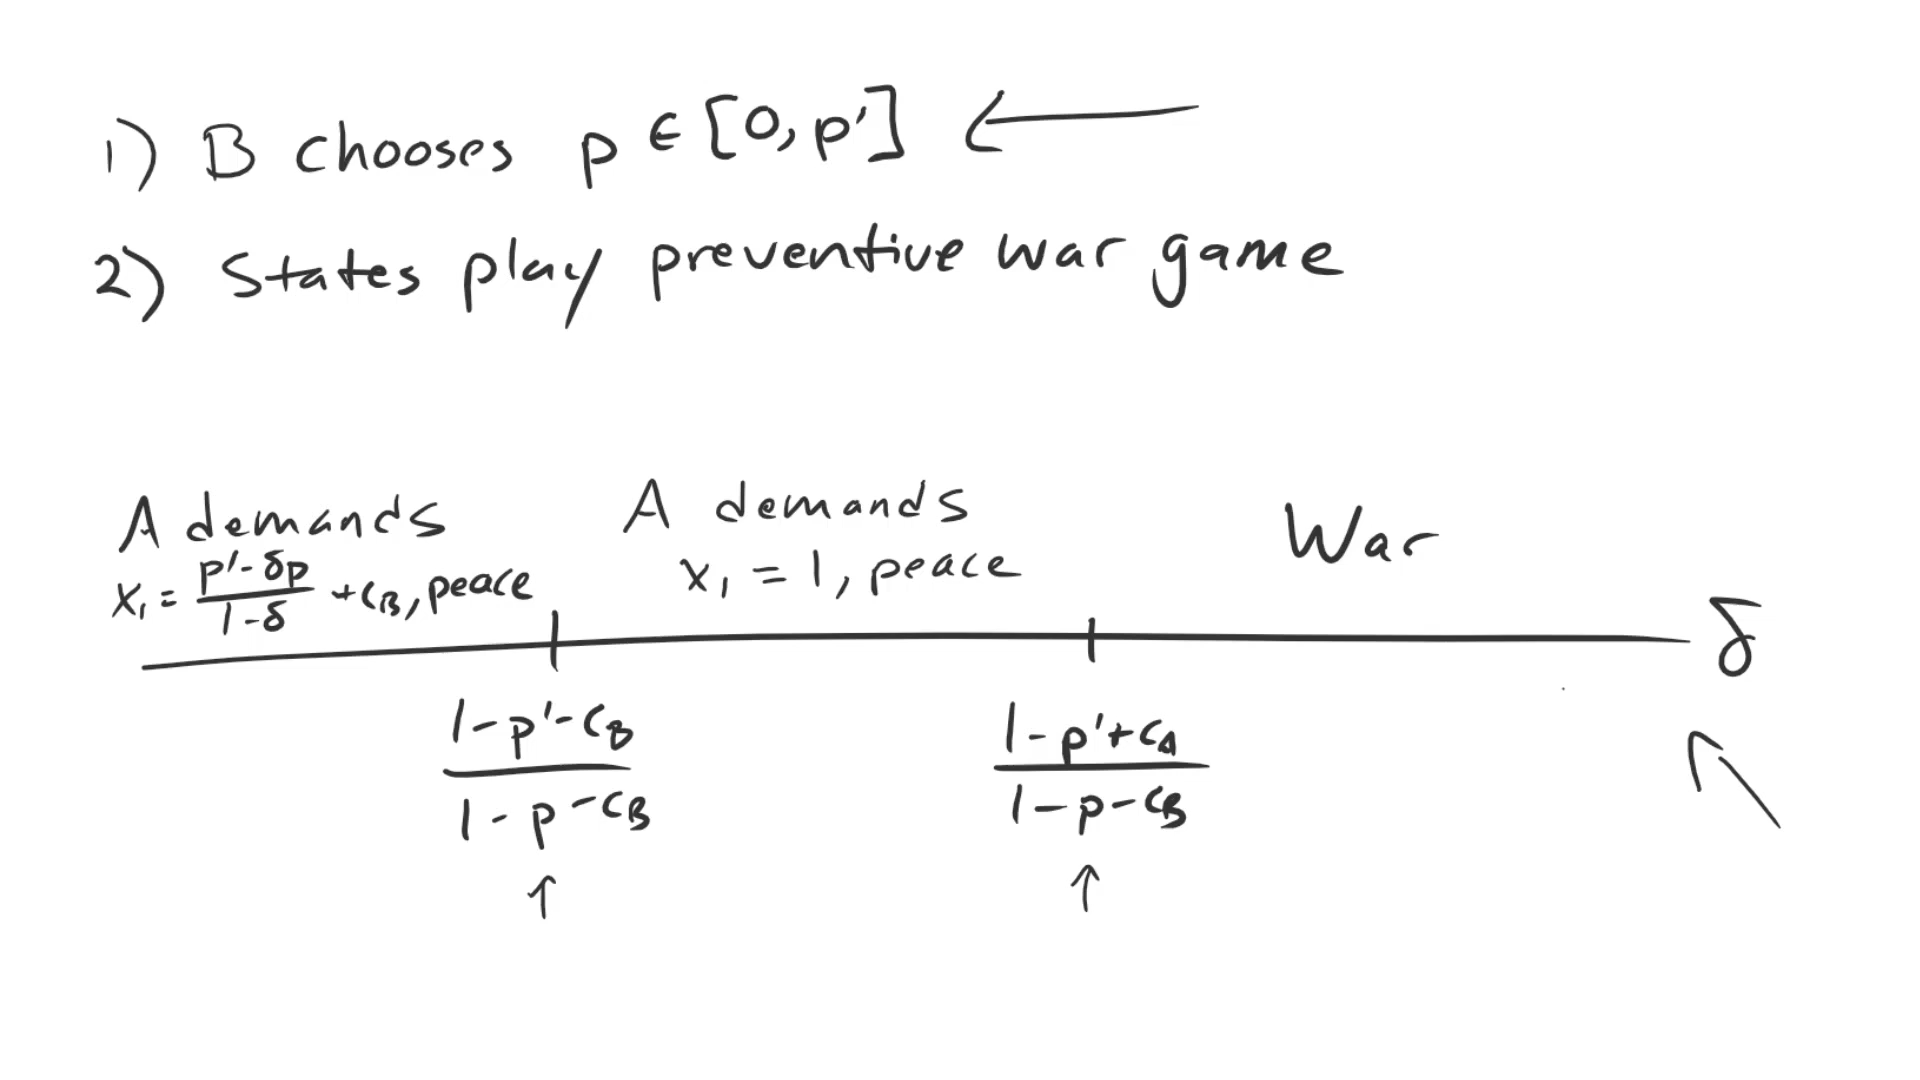 1) B chooses p ∈ [0, p']
2) States play preventive war game
A demands
x₁ = (p'-δp)/(1-δ) + c_B, peace
A demands
x₁ = 1, peace
War
δ
(1-p'-c_B)/(1-p-c_B)
(1-p'+c_A)/(1-p-c_B)